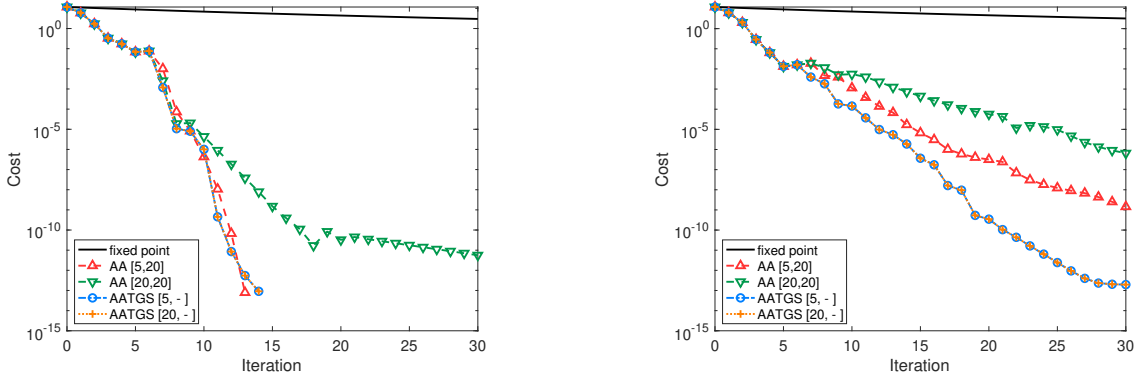 10^0
10^-5
10^-10
10^-15
Cost
0 5 10 15 20 25 30
Iteration
fixed point
AA [5,20]
AA [20,20]
AATGS [5, - ]
AATGS [20, - ]
10^0
10^-5
10^-10
10^-15
Cost
0 5 10 15 20 25 30
Iteration
fixed point
AA [5,20]
AA [20,20]
AATGS [5, - ]
AATGS [20, - ]